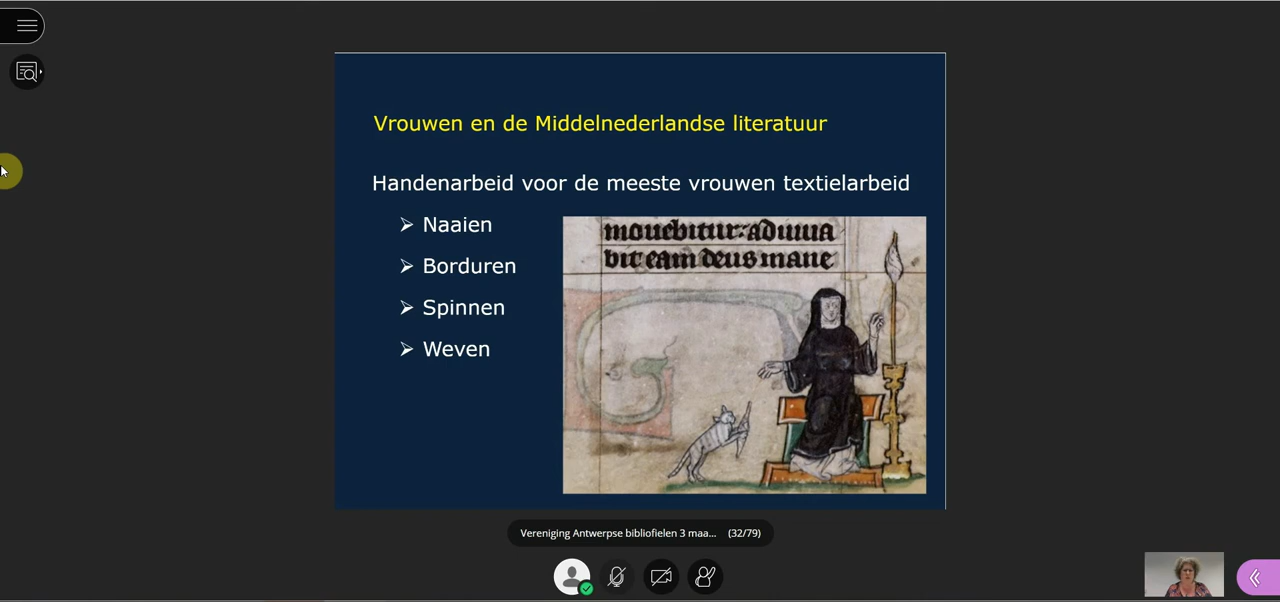 Vrouwen en de Middelnederlandse literatuur
Handenarbeid voor de meeste vrouwen textielarbeid
Naaien
Borduren
Spinnen
Weven
mouebitur: adiuua
bit eam deus mane
Vereniging Antwerpse bibliofielen 3 maa... (32/79)